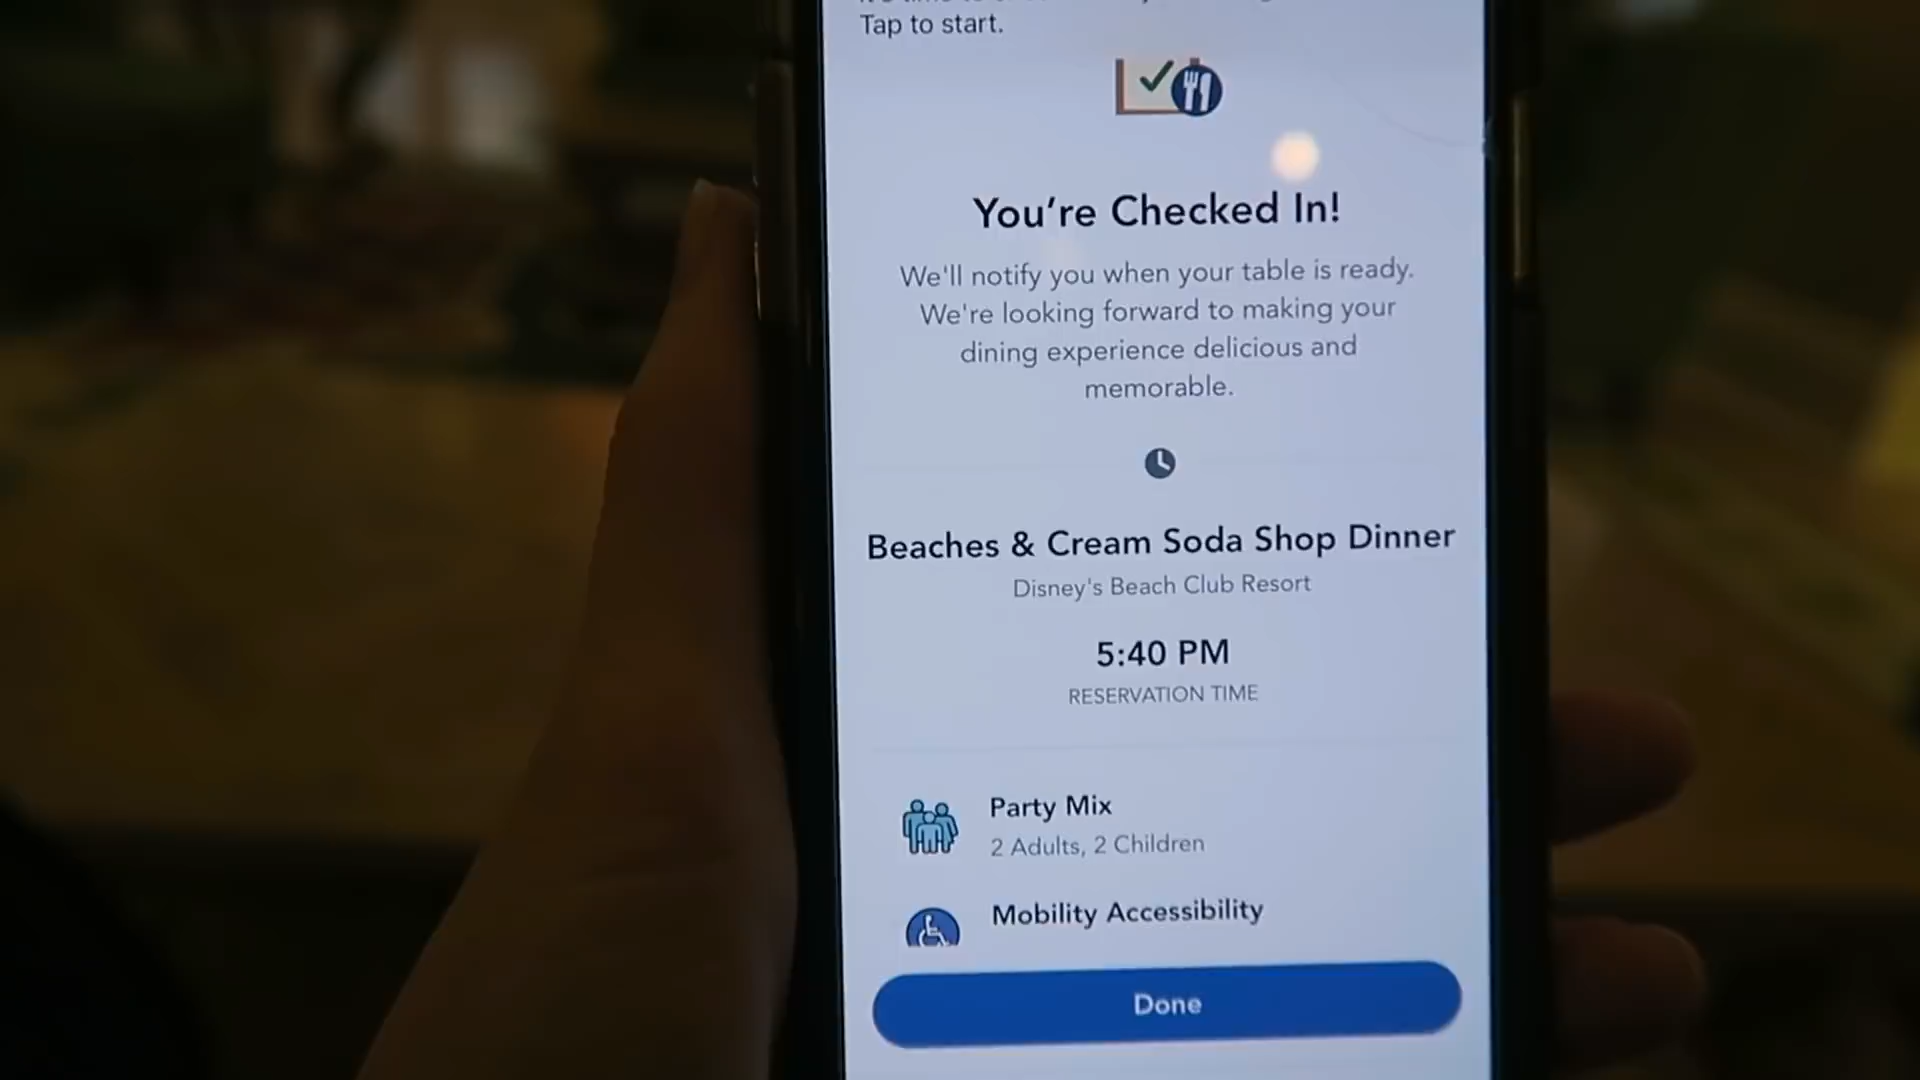 Tap to start.
You're Checked In!
We'll notify you when your table is ready.
We're looking forward to making your
dining experience delicious and
memorable.
Beaches & Cream Soda Shop Dinner
Disney's Beach Club Resort
5:40 PM
RESERVATION TIME
Party Mix
2 Adults, 2 Children
Mobility Accessibility
Done